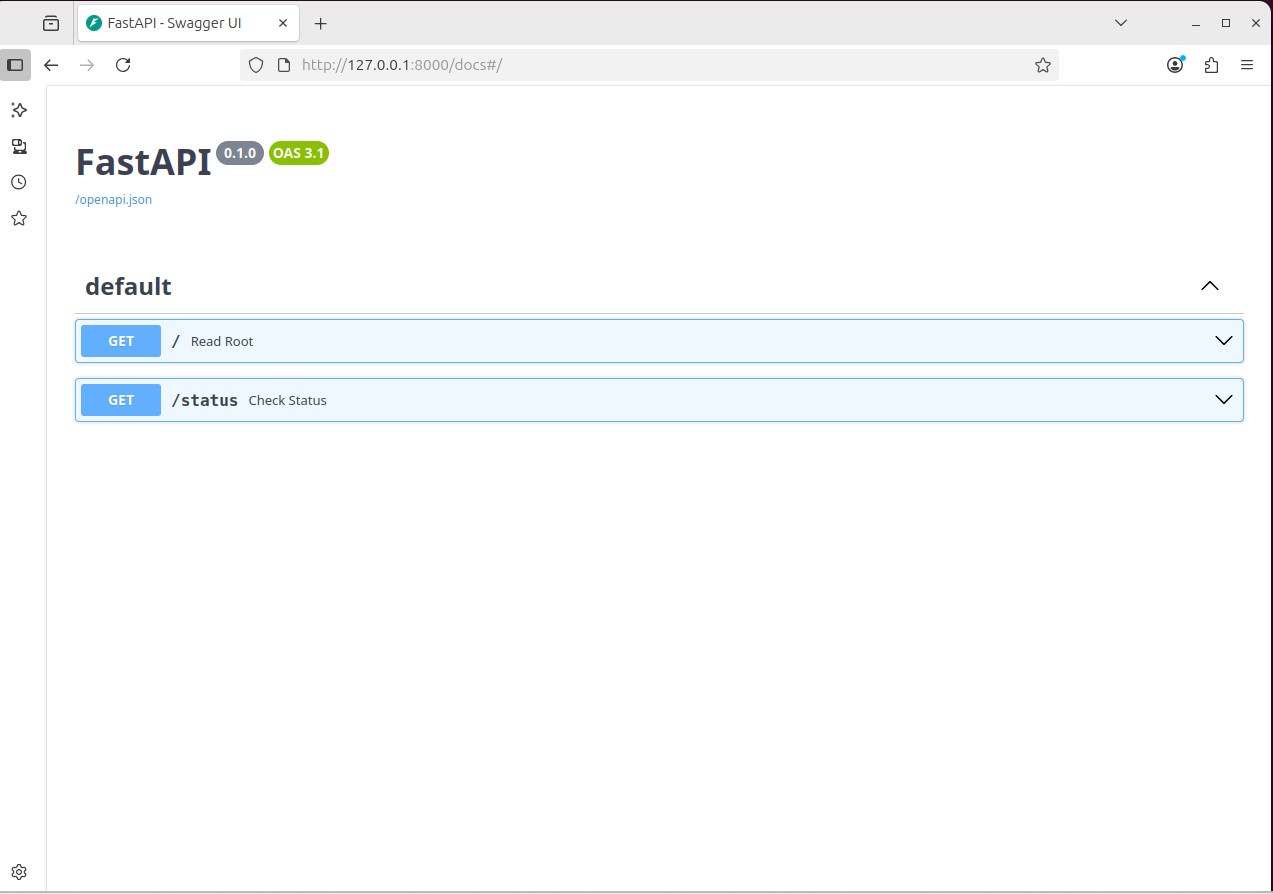 FastAPI - Swagger UI
http://127.0.0.1:8000/docs#/
FastAPI 0.1.0 OAS 3.1
/openapi.json
default
GET / Read Root
GET /status Check Status